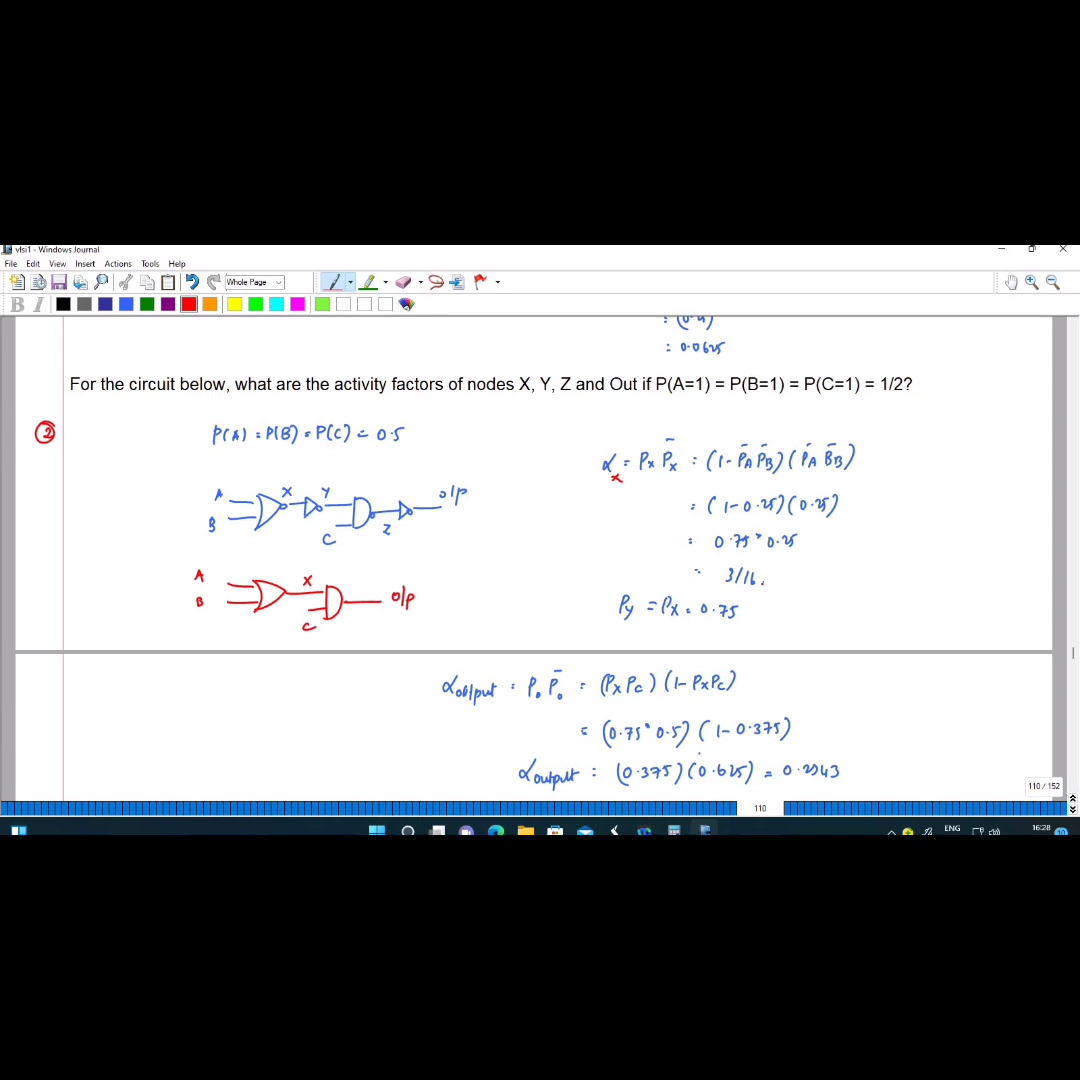 vlsi1 - Windows Journal
File Edit View Insert Actions Tools Help
Whole Page
B I
= 0.0625
For the circuit below, what are the activity factors of nodes X, Y, Z and Out if P(A=1) = P(B=1) = P(C=1) = 1/2?
2
P(A) = P(B) = P(C) = 0.5
α = Px P̄x = (1 - P̄A P̄B) (P̄A B̄B)
x
A X Y o/p
B
C Z
= (1 - 0.25) (0.25)
= 0.75 * 0.25
= 3/16.
A X
B o/p
C
Py = Px = 0.75
αoutput = Po P̄o = (Px Pc) (1 - Px Pc)
= (0.75 * 0.5) (1 - 0.375)
αoutput = (0.375) (0.625) = 0.2343
110 / 152
110
ENG
16:28